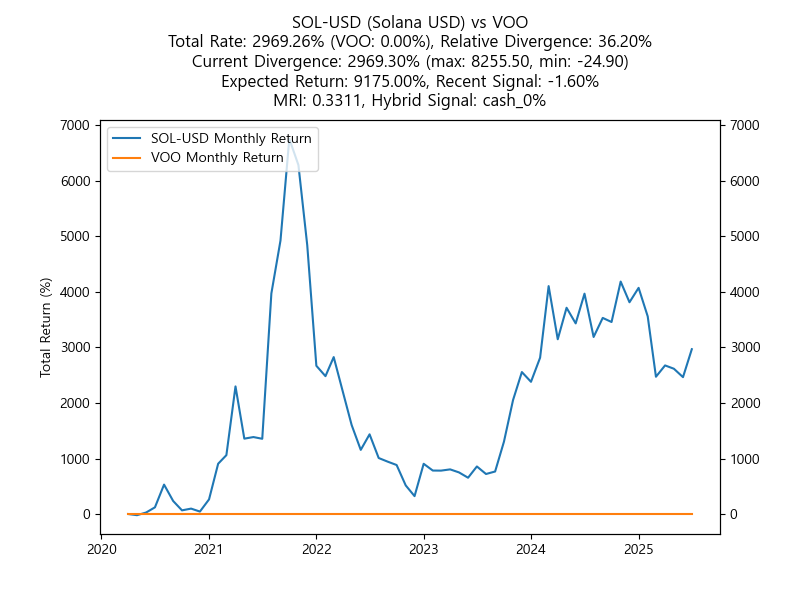 SOL-USD (Solana USD) vs VOO
Total Rate: 2969.26% (VOO: 0.00%), Relative Divergence: 36.20%
Current Divergence: 2969.30% (max: 8255.50, min: -24.90)
Expected Return: 9175.00%, Recent Signal: -1.60%
MRI: 0.3311, Hybrid Signal: cash_0%
SOL-USD Monthly Return
VOO Monthly Return
Total Return (%)
7000
6000
5000
4000
3000
2000
1000
0
7000
6000
5000
4000
3000
2000
1000
0
2020
2021
2022
2023
2024
2025